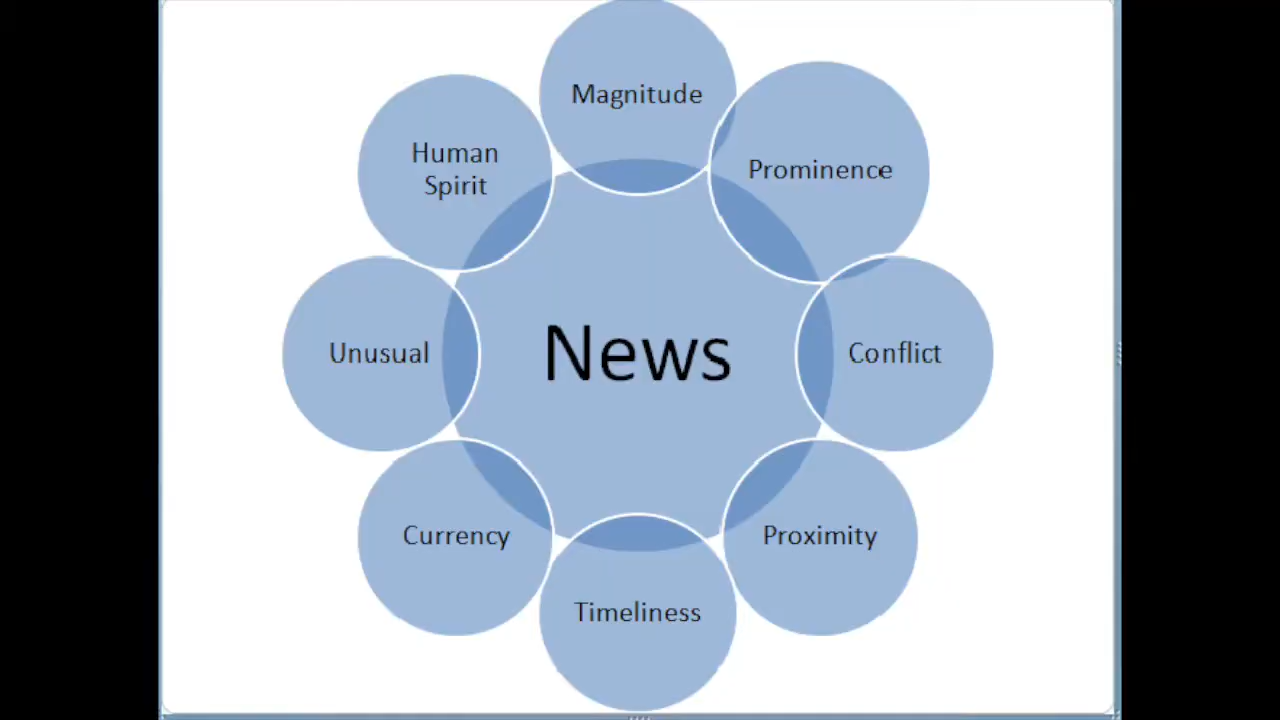 Magnitude
Human
Spirit
Prominence
Unusual
News
Conflict
Currency
Proximity
Timeliness